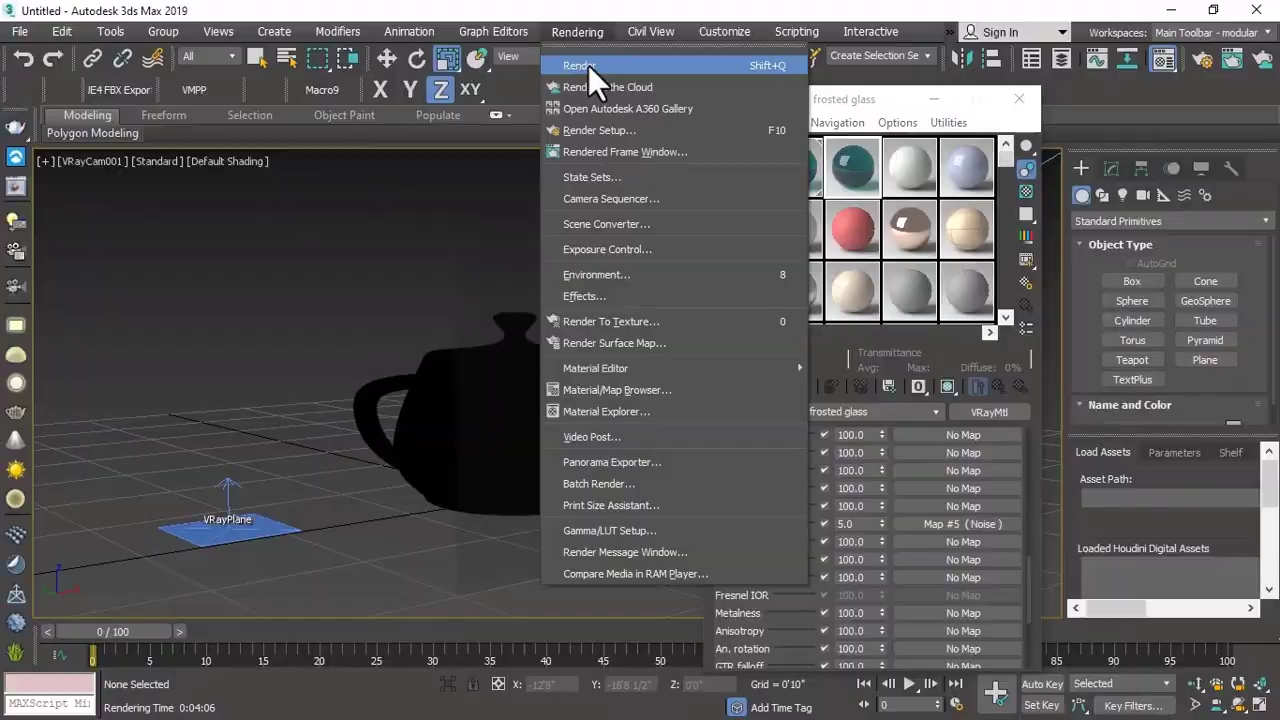 Untitled - Autodesk 3ds Max 2019
File Edit Tools Group Views Create Modifiers Animation Graph Editors Rendering Civil View Customize Scripting Interactive Sign In Workspaces: Main Toolbar - modular
All View Create Selection Se
IE4 FBX Export VMPP Macro9 X Y Z XY
Modeling Freeform Selection Object Paint Populate
Polygon Modeling
[+] [VRayCam001 ] [Standard ] [Default Shading ]
VRayPlane
Render Shift+Q
the Cloud
Open Autodesk A360 Gallery
Render Setup... F10
Rendered Frame Window...
State Sets...
Camera Sequencer...
Scene Converter...
Exposure Control...
Environment... 8
Effects...
Render To Texture... 0
Render Surface Map...
Material Editor
Material/Map Browser...
Material Explorer...
Video Post...
Panorama Exporter...
Batch Render...
Print Size Assistant...
Gamma/LUT Setup...
Render Message Window...
Compare Media in RAM Player...
frosted glass
Navigation Options Utilities
Transmittance
Avg: Max: Diffuse: 0%
frosted glass VRayMtl
100.0 No Map
100.0 No Map
100.0 No Map
100.0 No Map
100.0 No Map
5.0 Map #5 ( Noise )
100.0 No Map
100.0 No Map
100.0 No Map
Fresnel IOR 100.0 No Map
Metalness 100.0 No Map
Anisotropy 100.0 No Map
An. rotation 100.0 No Map
GTR falloff 100.0 No Map
Standard Primitives
Object Type
AutoGrid
Box Cone
Sphere GeoSphere
Cylinder Tube
Torus Pyramid
Teapot Plane
TextPlus
Name and Color
Load Assets Parameters Shelf
Asset Path:
Loaded Houdini Digital Assets
0 / 100
0 5 10 15 20 25 30 35 40 45 50 85 90 95 100
None Selected X: -12'8" Y: -18'8 1/2" Z: 0'0" Grid = 0'10" Auto Key Selected
MAXScript Mi Rendering Time 0:04:06 Add Time Tag 0 Set Key Key Filters...